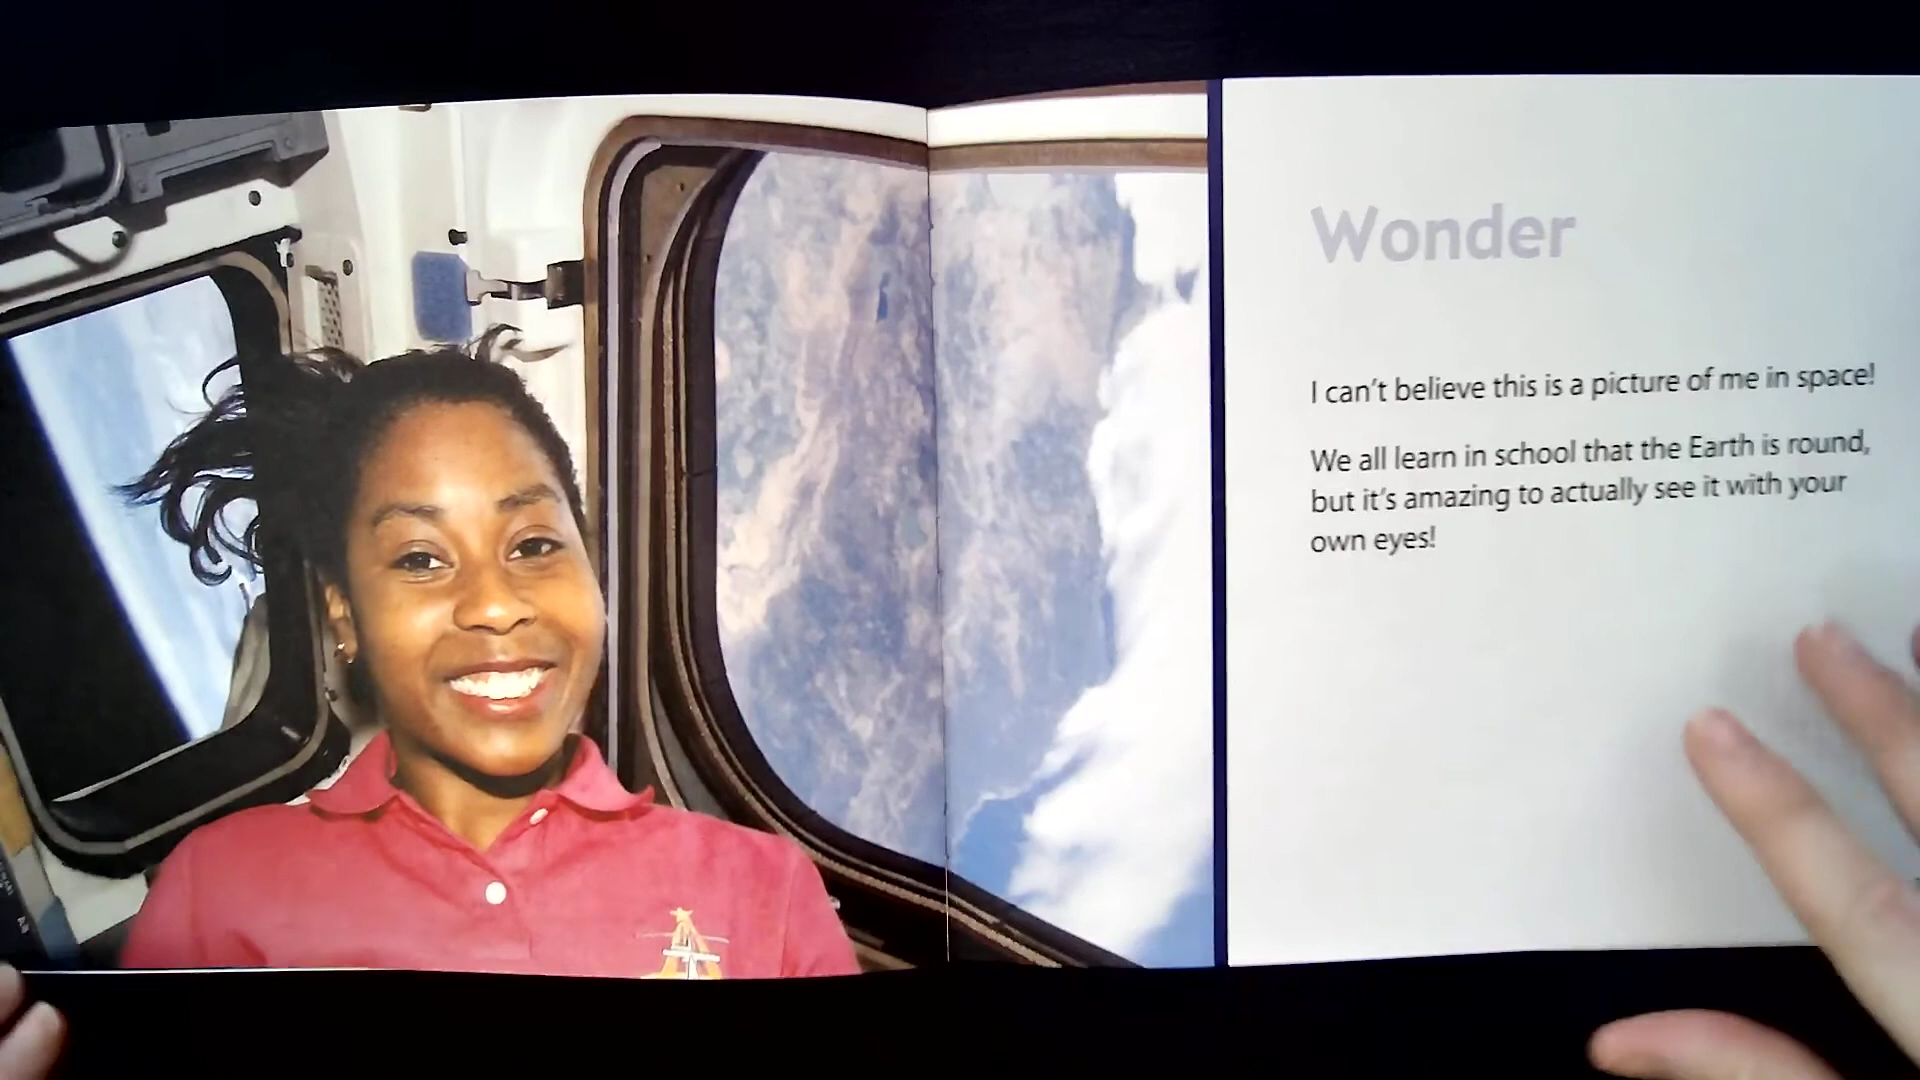 Wonder
I can't believe this is a picture of me in space!
We all learn in school that the Earth is round,
but it's amazing to actually see it with your
own eyes!